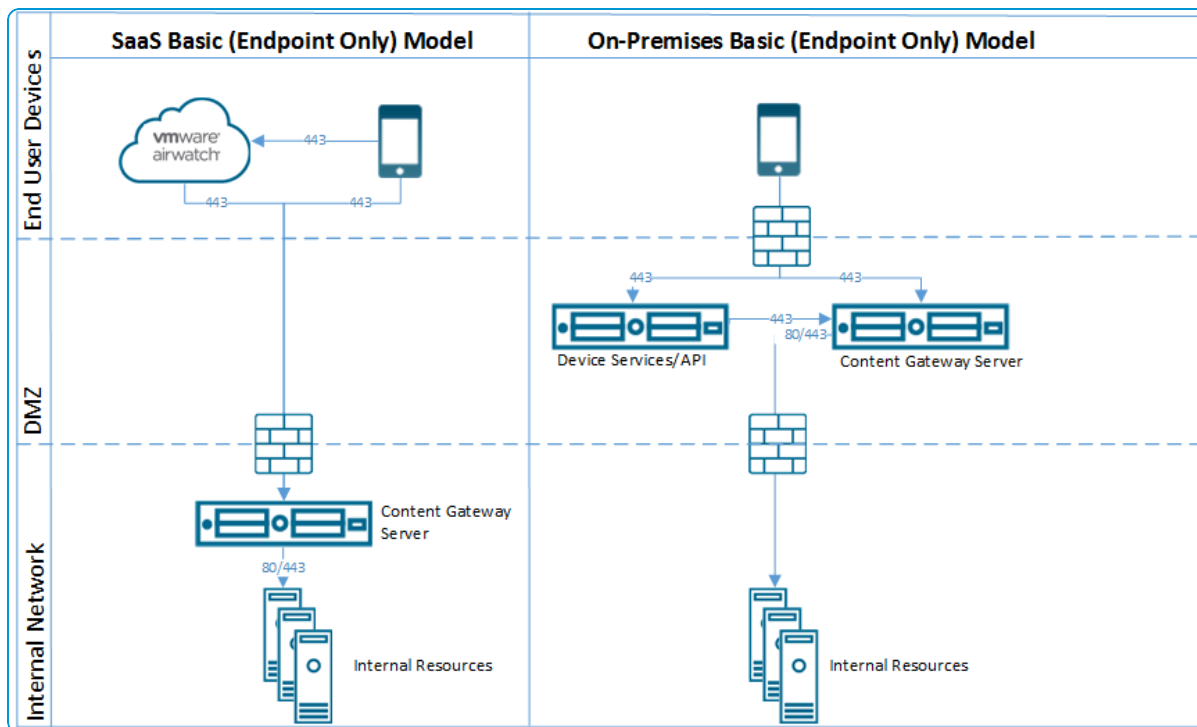 SaaS Basic (Endpoint Only) Model
On-Premises Basic (Endpoint Only) Model
End User Devices
vmware
airwatch
443
443
443
443
443
443
80/443
Device Services/API
Content Gateway Server
DMZ
Content Gateway
Server
80/443
Internal Network
Internal Resources
Internal Resources